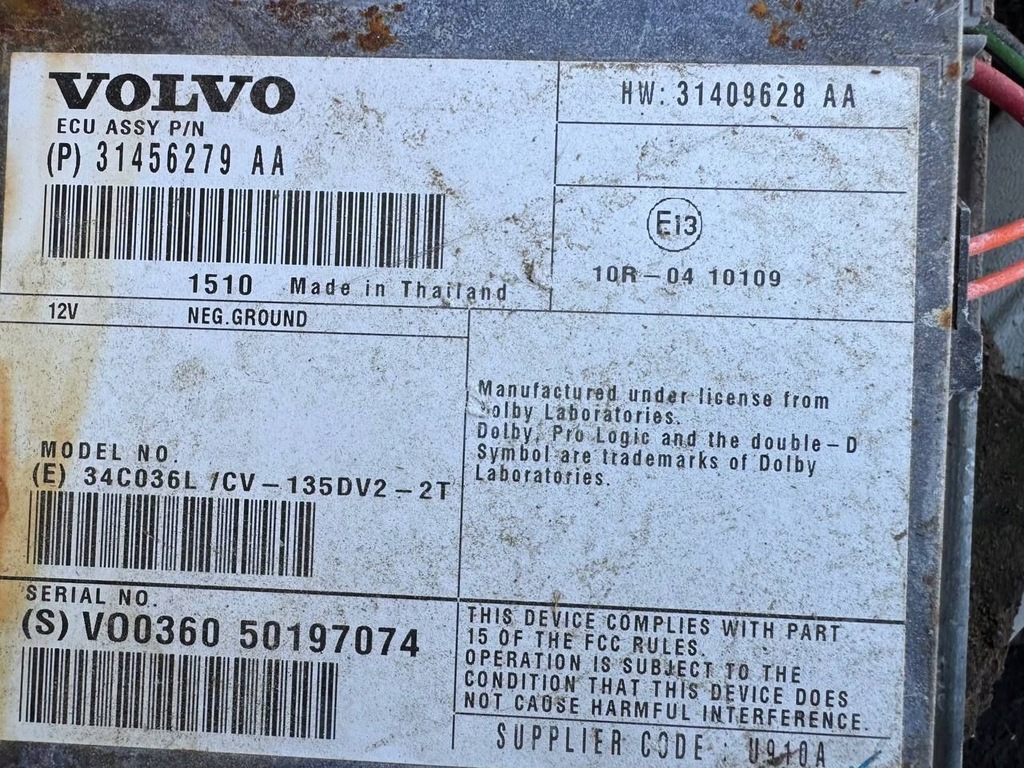 VOLVO
ECU ASSY P/N
(P) 31456279 AA
1510 Made in Thailand
HW: 31409628 AA
E13
10R-04 10109
12V NEG.GROUND
MODEL NO.
(E) 34C036L /CV-135DV2-2T
Manufactured under license from
Dolby Laboratories.
Dolby, Pro Logic and the double-D
Symbol are trademarks of Dolby
Laboratories.
SERIAL NO.
(S) VO0360 50197074
THIS DEVICE COMPLIES WITH PART
15 OF THE FCC RULES.
OPERATION IS SUBJECT TO THE
CONDITION THAT THIS DEVICE DOES
NOT CAUSE HARMFUL INTERFERENCE.
SUPPLIER CODE : U910A